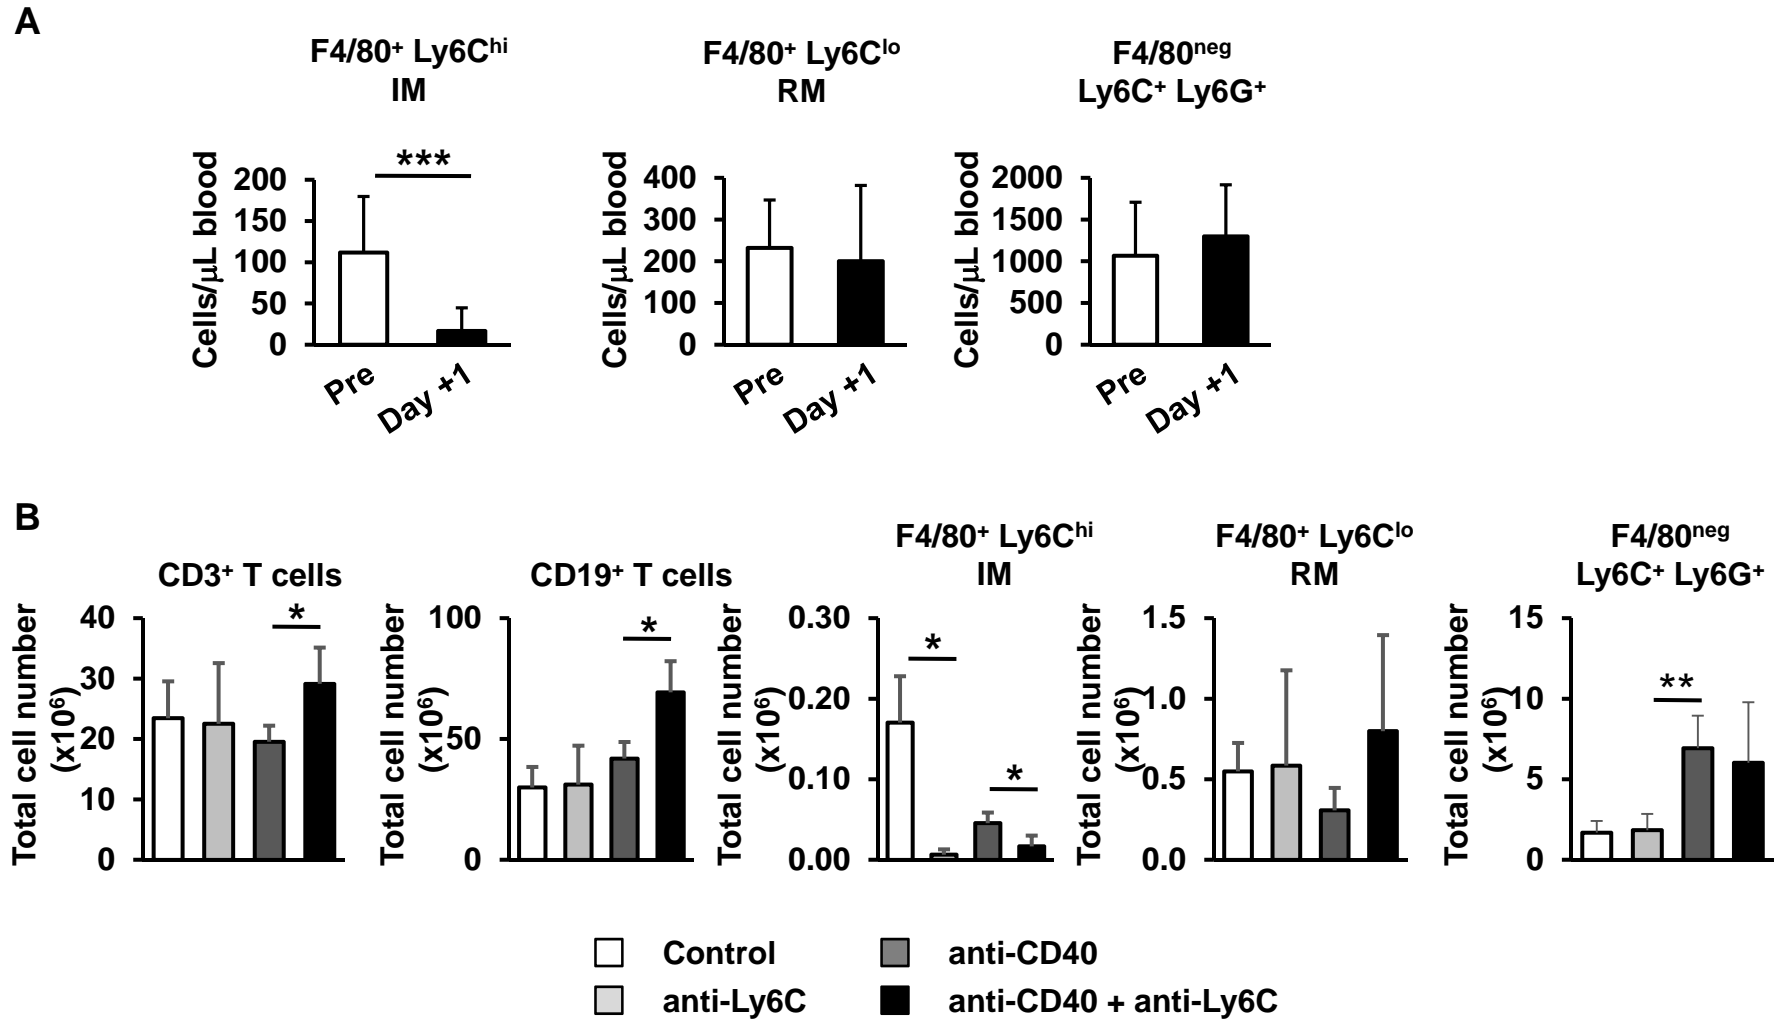 A
F4/80⁺ Ly6Cʰⁱ
IM
F4/80⁺ Ly6Cˡᵒ
RM
F4/80ⁿᵉᵍ
Ly6C⁺ Ly6G⁺
Cells/μL blood
200
150
100
50
0
***
Pre
Day +1
Cells/μL blood
400
300
200
100
0
Pre
Day +1
Cells/μL blood
2000
1500
1000
500
0
Pre
Day +1
B
CD3⁺ T cells
Total cell number
(x10⁶)
40
30
20
10
0
*
CD19⁺ T cells
Total cell number
(x10⁶)
100
50
0
*
F4/80⁺ Ly6Cʰⁱ
IM
Total cell number
(x10⁶)
0.30
0.20
0.10
0.00
*
*
F4/80⁺ Ly6Cˡᵒ
RM
Total cell number
(x10⁶)
1.5
1.0
0.5
0.0
F4/80ⁿᵉᵍ
Ly6C⁺ Ly6G⁺
Total cell number
(x10⁶)
15
10
5
0
**
Control
anti-CD40
anti-Ly6C
anti-CD40 + anti-Ly6C